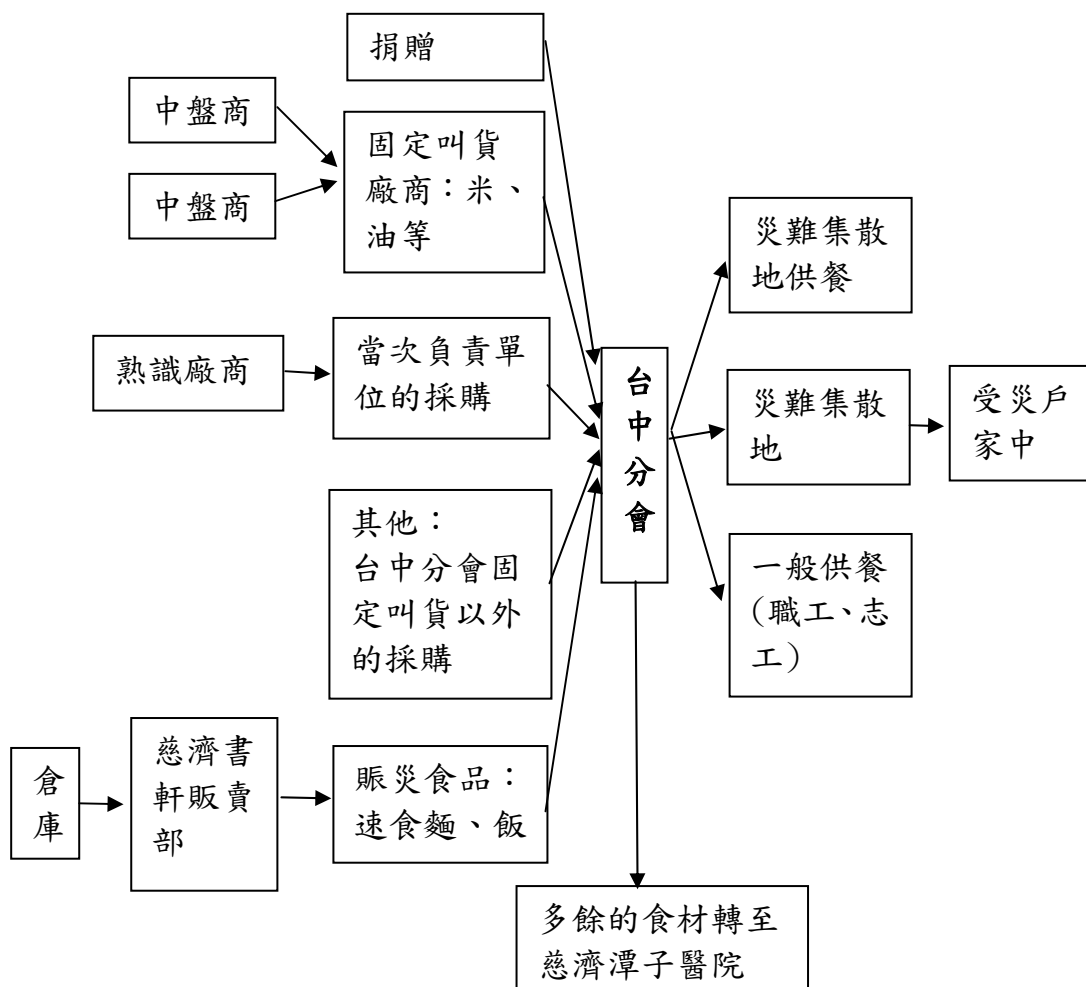 捐贈
中盤商
中盤商
固定叫貨
廠商：米、
油等
熟識廠商
當次負責單
位的採購
其他：
台中分會固
定叫貨以外
的採購
倉
庫
慈濟書
軒販賣
部
賑災食品：
速食麵、飯
台
中
分
會
災難集散
地供餐
災難集散
地
受災戶
家中
一般供餐
(職工、志
工)
多餘的食材轉至
慈濟潭子醫院